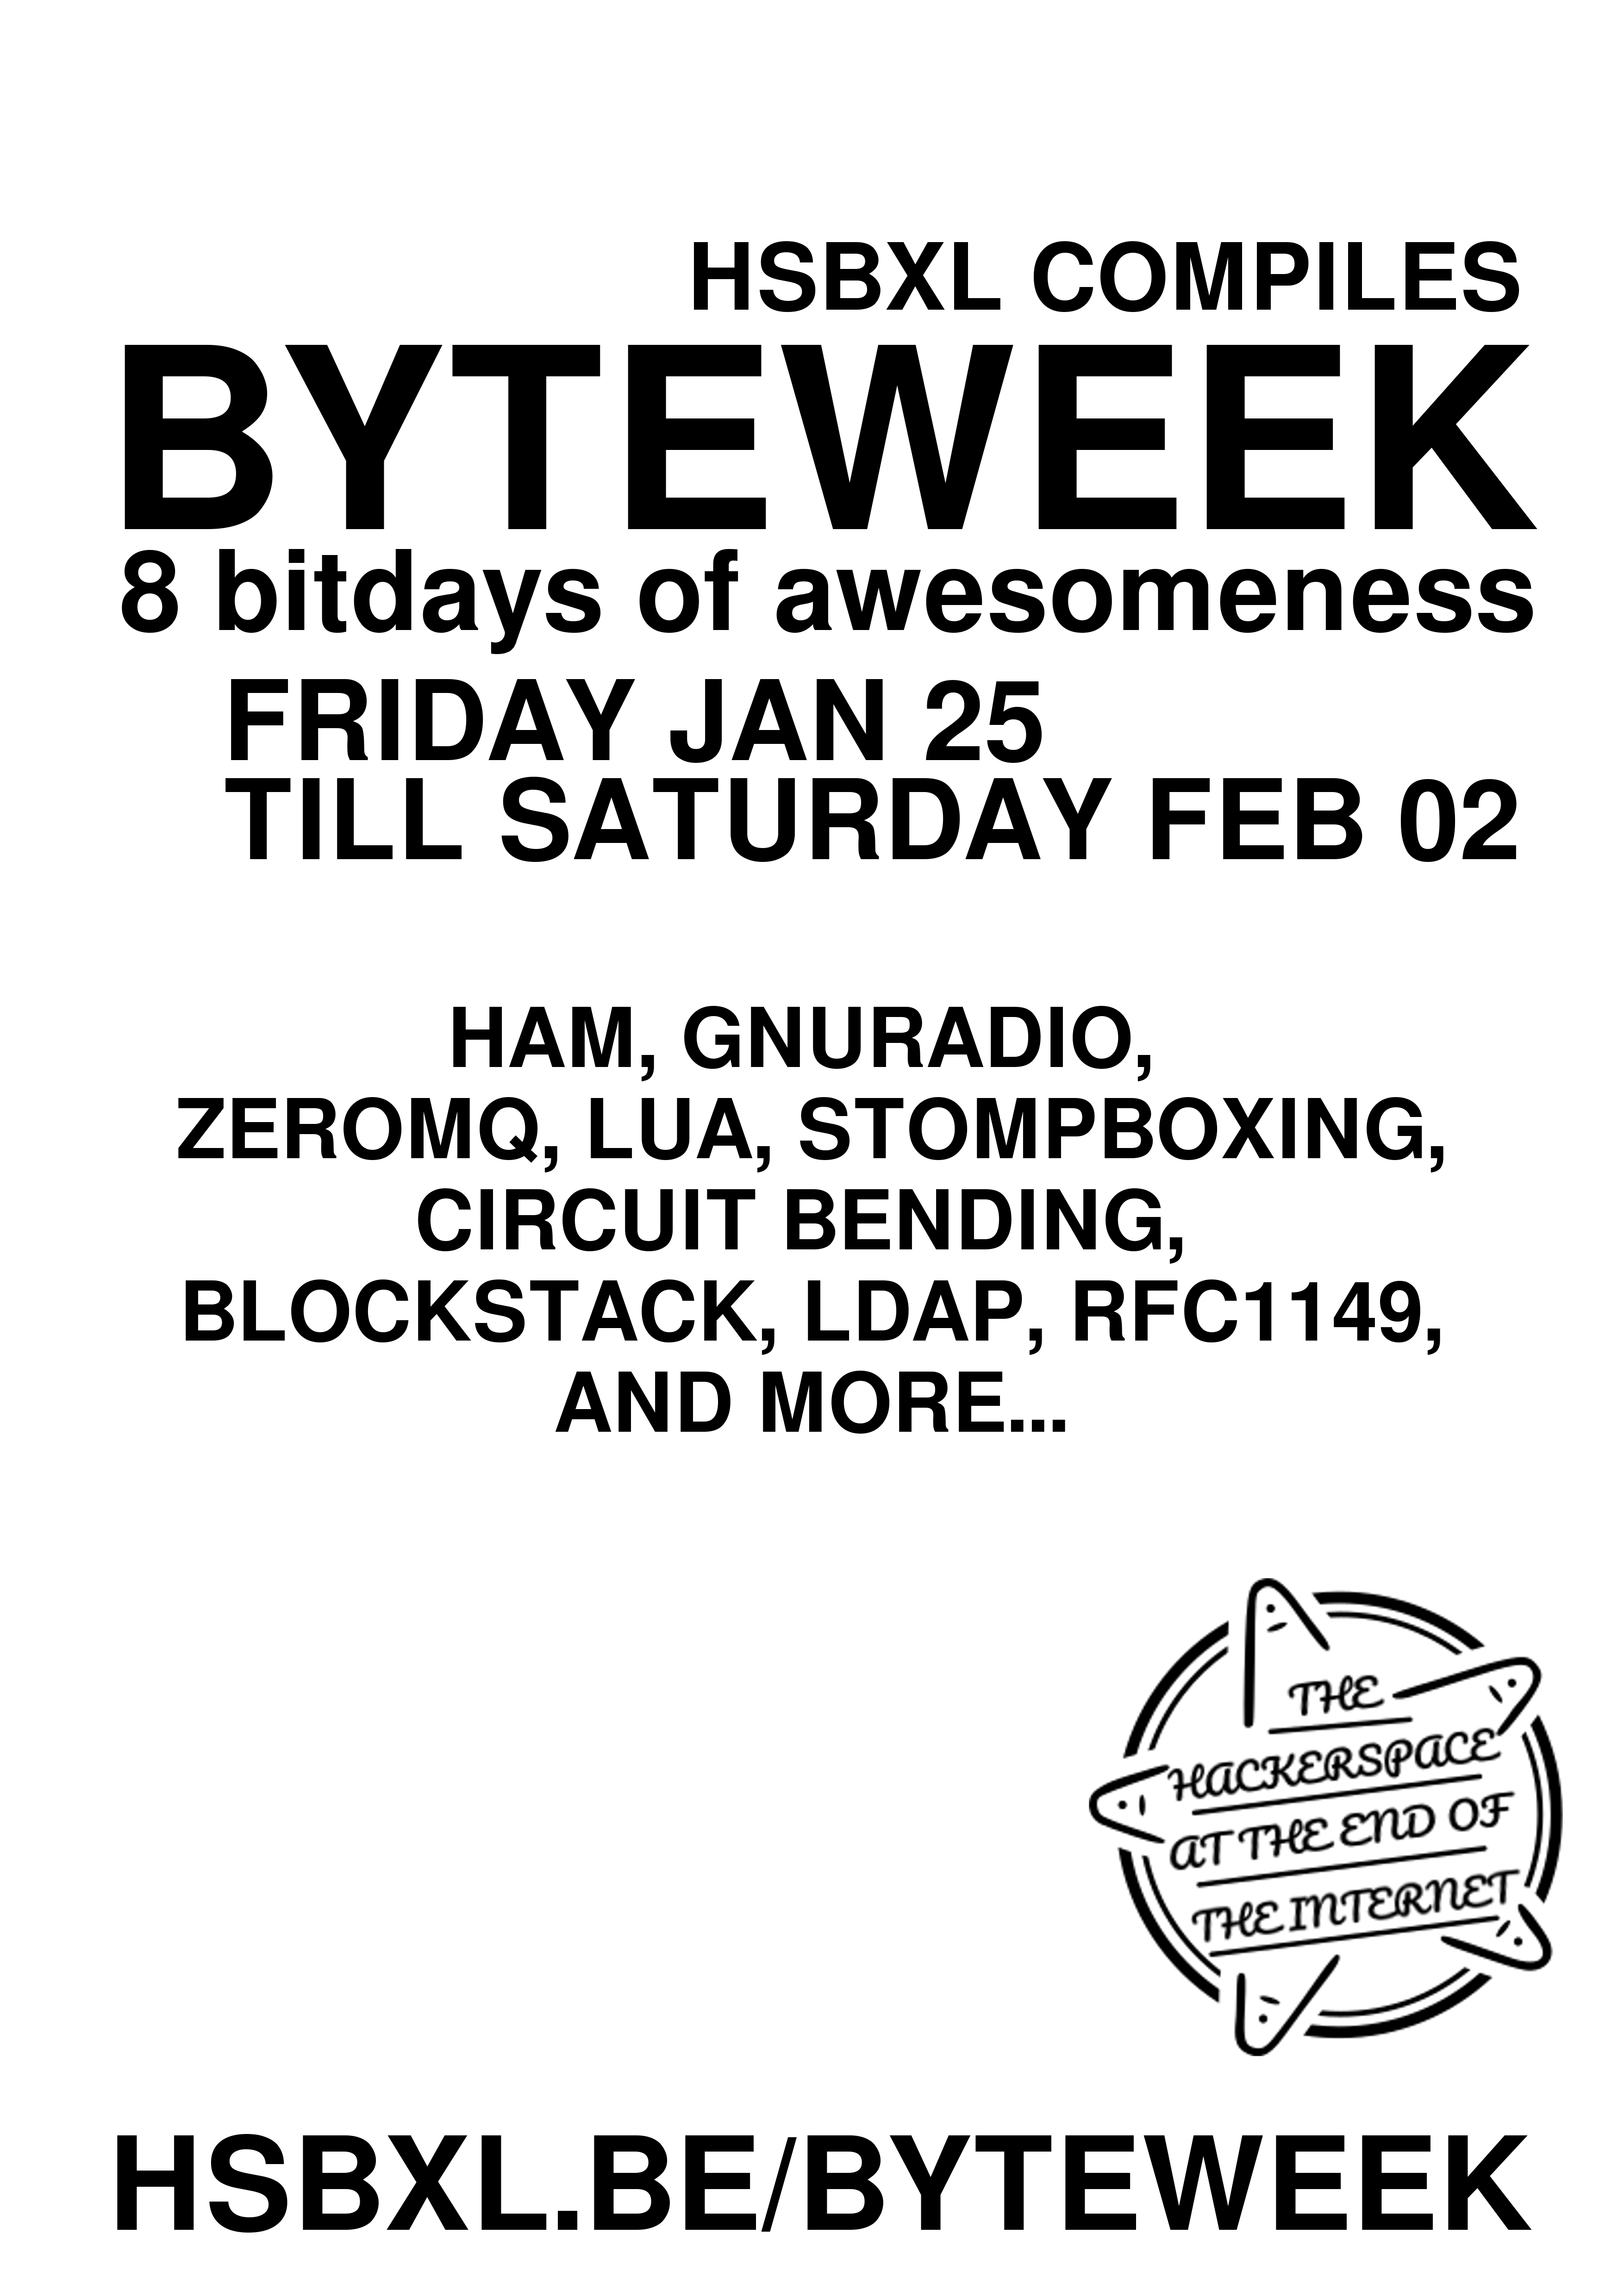 HSBXL COMPILES
BYTEWEEK
8 bitdays of awesomeness
FRIDAY JAN 25
TILL SATURDAY FEB 02
HAM, GNURADIO,
ZEROMQ, LUA, STOMPBOXING,
CIRCUIT BENDING,
BLOCKSTACK, LDAP, RFC1149,
AND MORE...
THE
HACKERSPACE
AT THE END OF
THE INTERNET
HSBXL.BE/BYTEWEEK